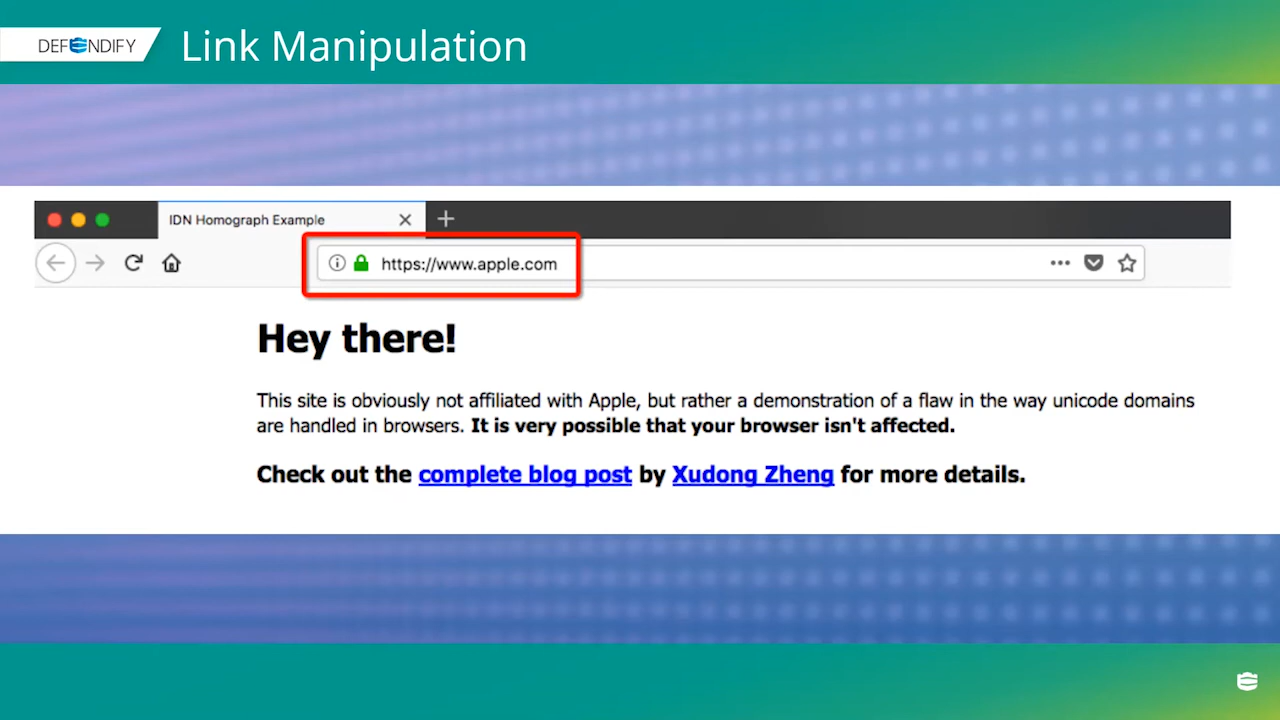 DEFENDIFY
Link Manipulation
IDN Homograph Example
https://www.apple.com
Hey there!
This site is obviously not affiliated with Apple, but rather a demonstration of a flaw in the way unicode domains
are handled in browsers. It is very possible that your browser isn't affected.
Check out the complete blog post by Xudong Zheng for more details.